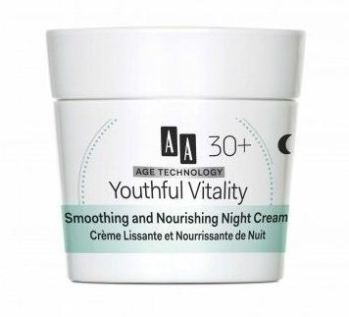 AA 30+
AGE TECHNOLOGY
Youthful Vitality
Smoothing and Nourishing Night Cream
Crème Lissante et Nourrissante de Nuit